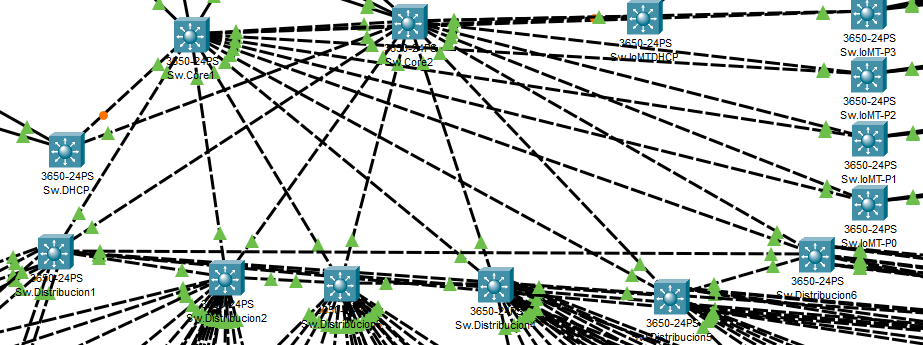 3650-24PS
Sw.Core1
3650-24PS
Sw.Core2
3650-24PS
Sw.IoMTDHCP
3650-24PS
Sw.IoMT-P3
3650-24PS
Sw.IoMT-P2
3650-24PS
Sw.IoMT-P1
3650-24PS
Sw.IoMT-P0
3650-24PS
Sw.DHCP
3650-24PS
Sw.Distribucion1
3650-24PS
Sw.Distribucion2
Sw.Distribucion3
3650-24PS
Sw.Distribucion4
3650-24PS
Sw.Distribucion5
3650-24PS
Sw.Distribucion6